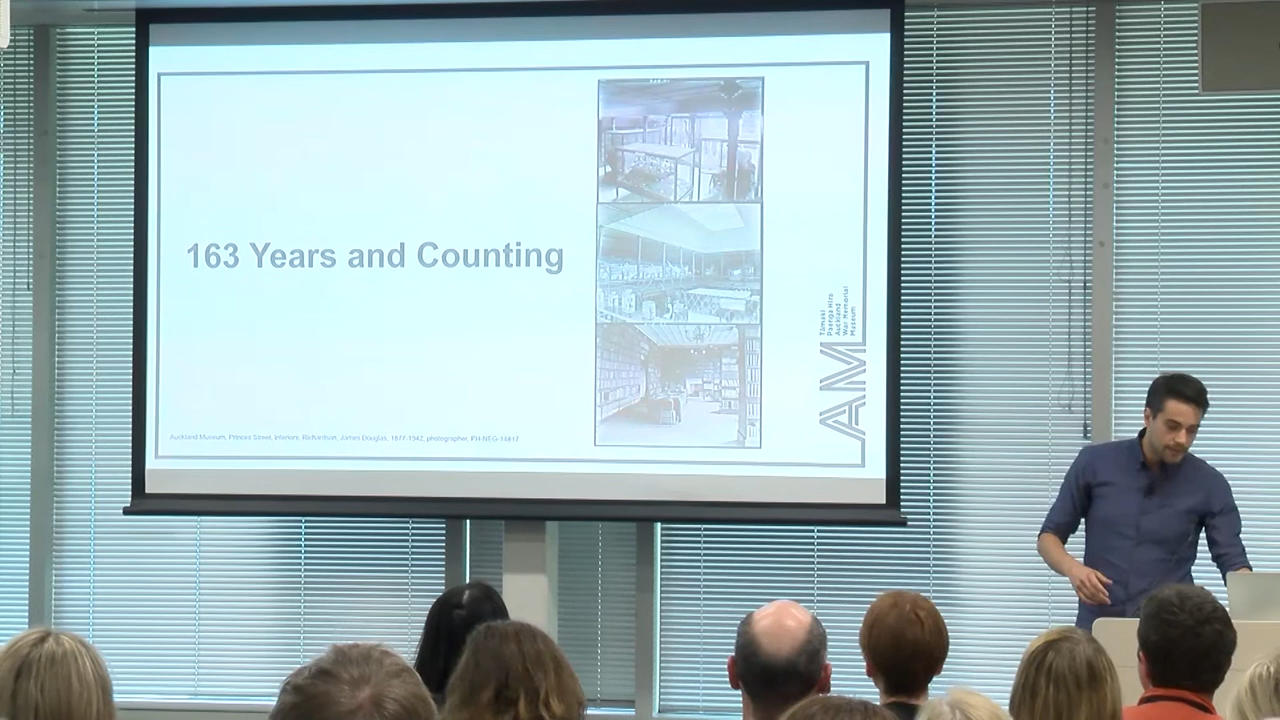 163 Years and Counting
Auckland Museum, Princes Street, Interiors, Richardson, James Douglas, 1877-1942, photographer, PH-NEG-14417
Tāmaki
Paenga Hira
Auckland
War Memorial
Museum
AM